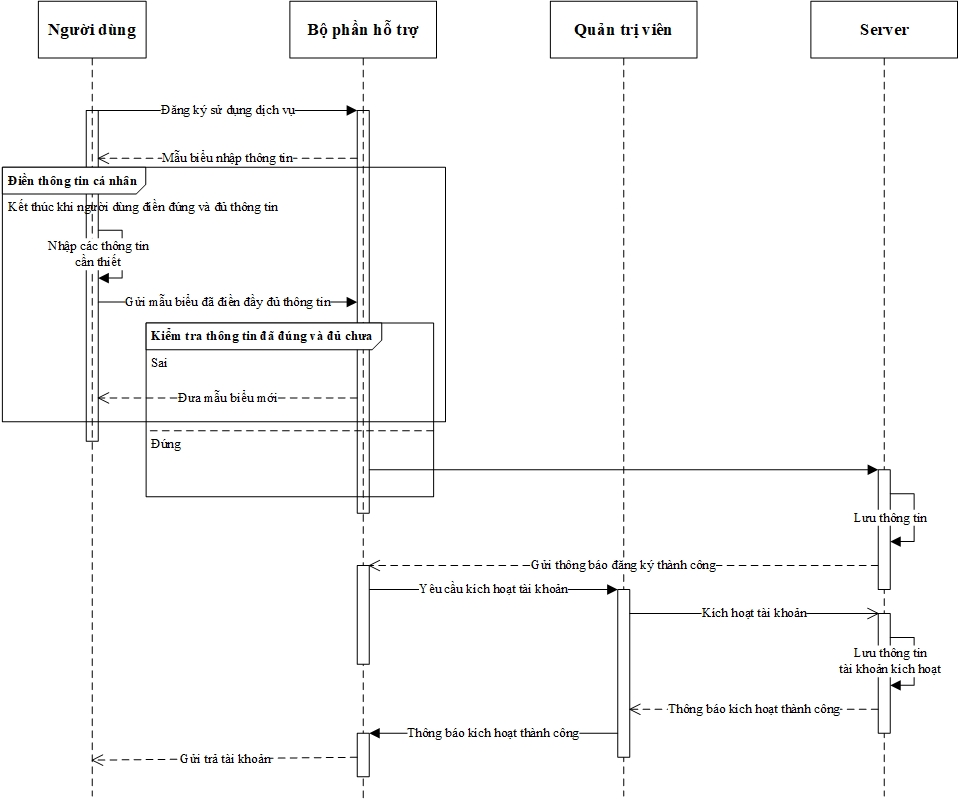 Người dùng
Bộ phần hỗ trợ
Quản trị viên
Server
Đăng ký sử dụng dịch vụ
Mẫu biểu nhập thông tin
Điền thông tin cá nhân
Kết thúc khi người dùng điền đúng và đủ thông tin
Nhập các thông tin
cần thiết
Gửi mẫu biểu đã điền đầy đủ thông tin
Kiểm tra thông tin đã đúng và đủ chưa
Sai
Đưa mẫu biểu mới
Đúng
Lưu thông tin
Gửi thông báo đăng ký thành công
Yêu cầu kich hoạt tài khoản
Kich hoạt tài khoản
Lưu thông tin
tài khoản kich hoạt
Thông báo kich hoạt thành công
Thông báo kich hoạt thành công
Gửi trả tài khoản